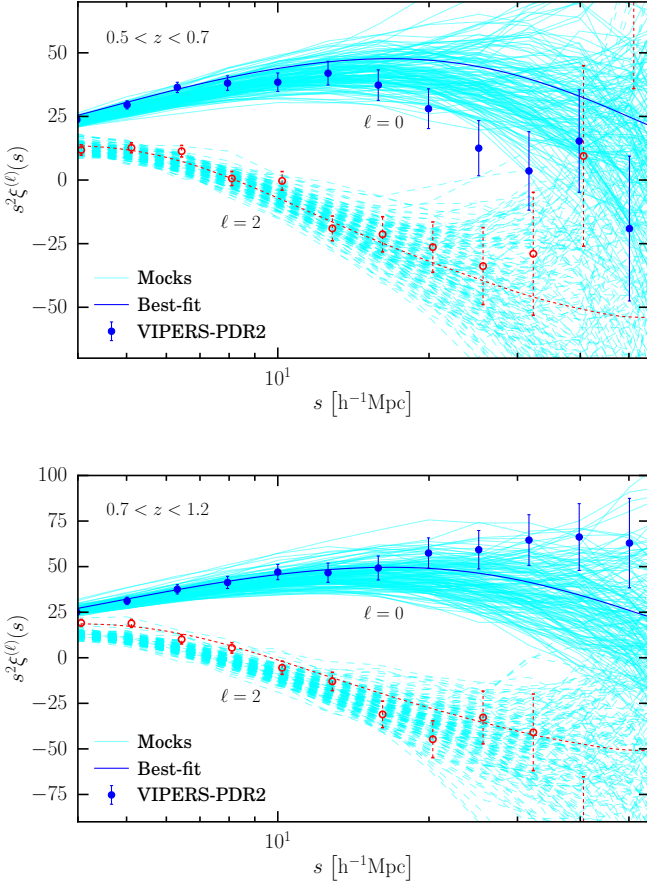 50
25
0
−25
−50
s²ξ⁽ℓ⁾(s)
0.5 < z < 0.7
ℓ = 0
ℓ = 2
Mocks
Best-fit
VIPERS-PDR2
10¹
s [h⁻¹Mpc]
100
75
50
25
0
−25
−50
−75
s²ξ⁽ℓ⁾(s)
0.7 < z < 1.2
ℓ = 0
ℓ = 2
Mocks
Best-fit
VIPERS-PDR2
10¹
s [h⁻¹Mpc]